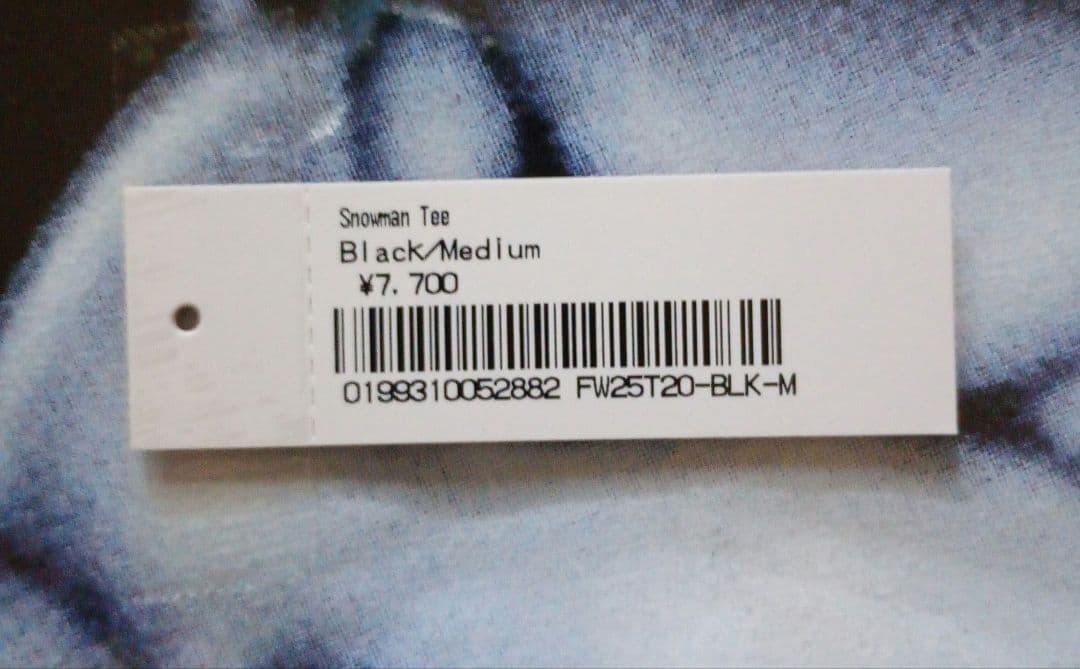 Snowman Tee
Black/Medium
¥7,700
0199310052882 FW25T20-BLK-M